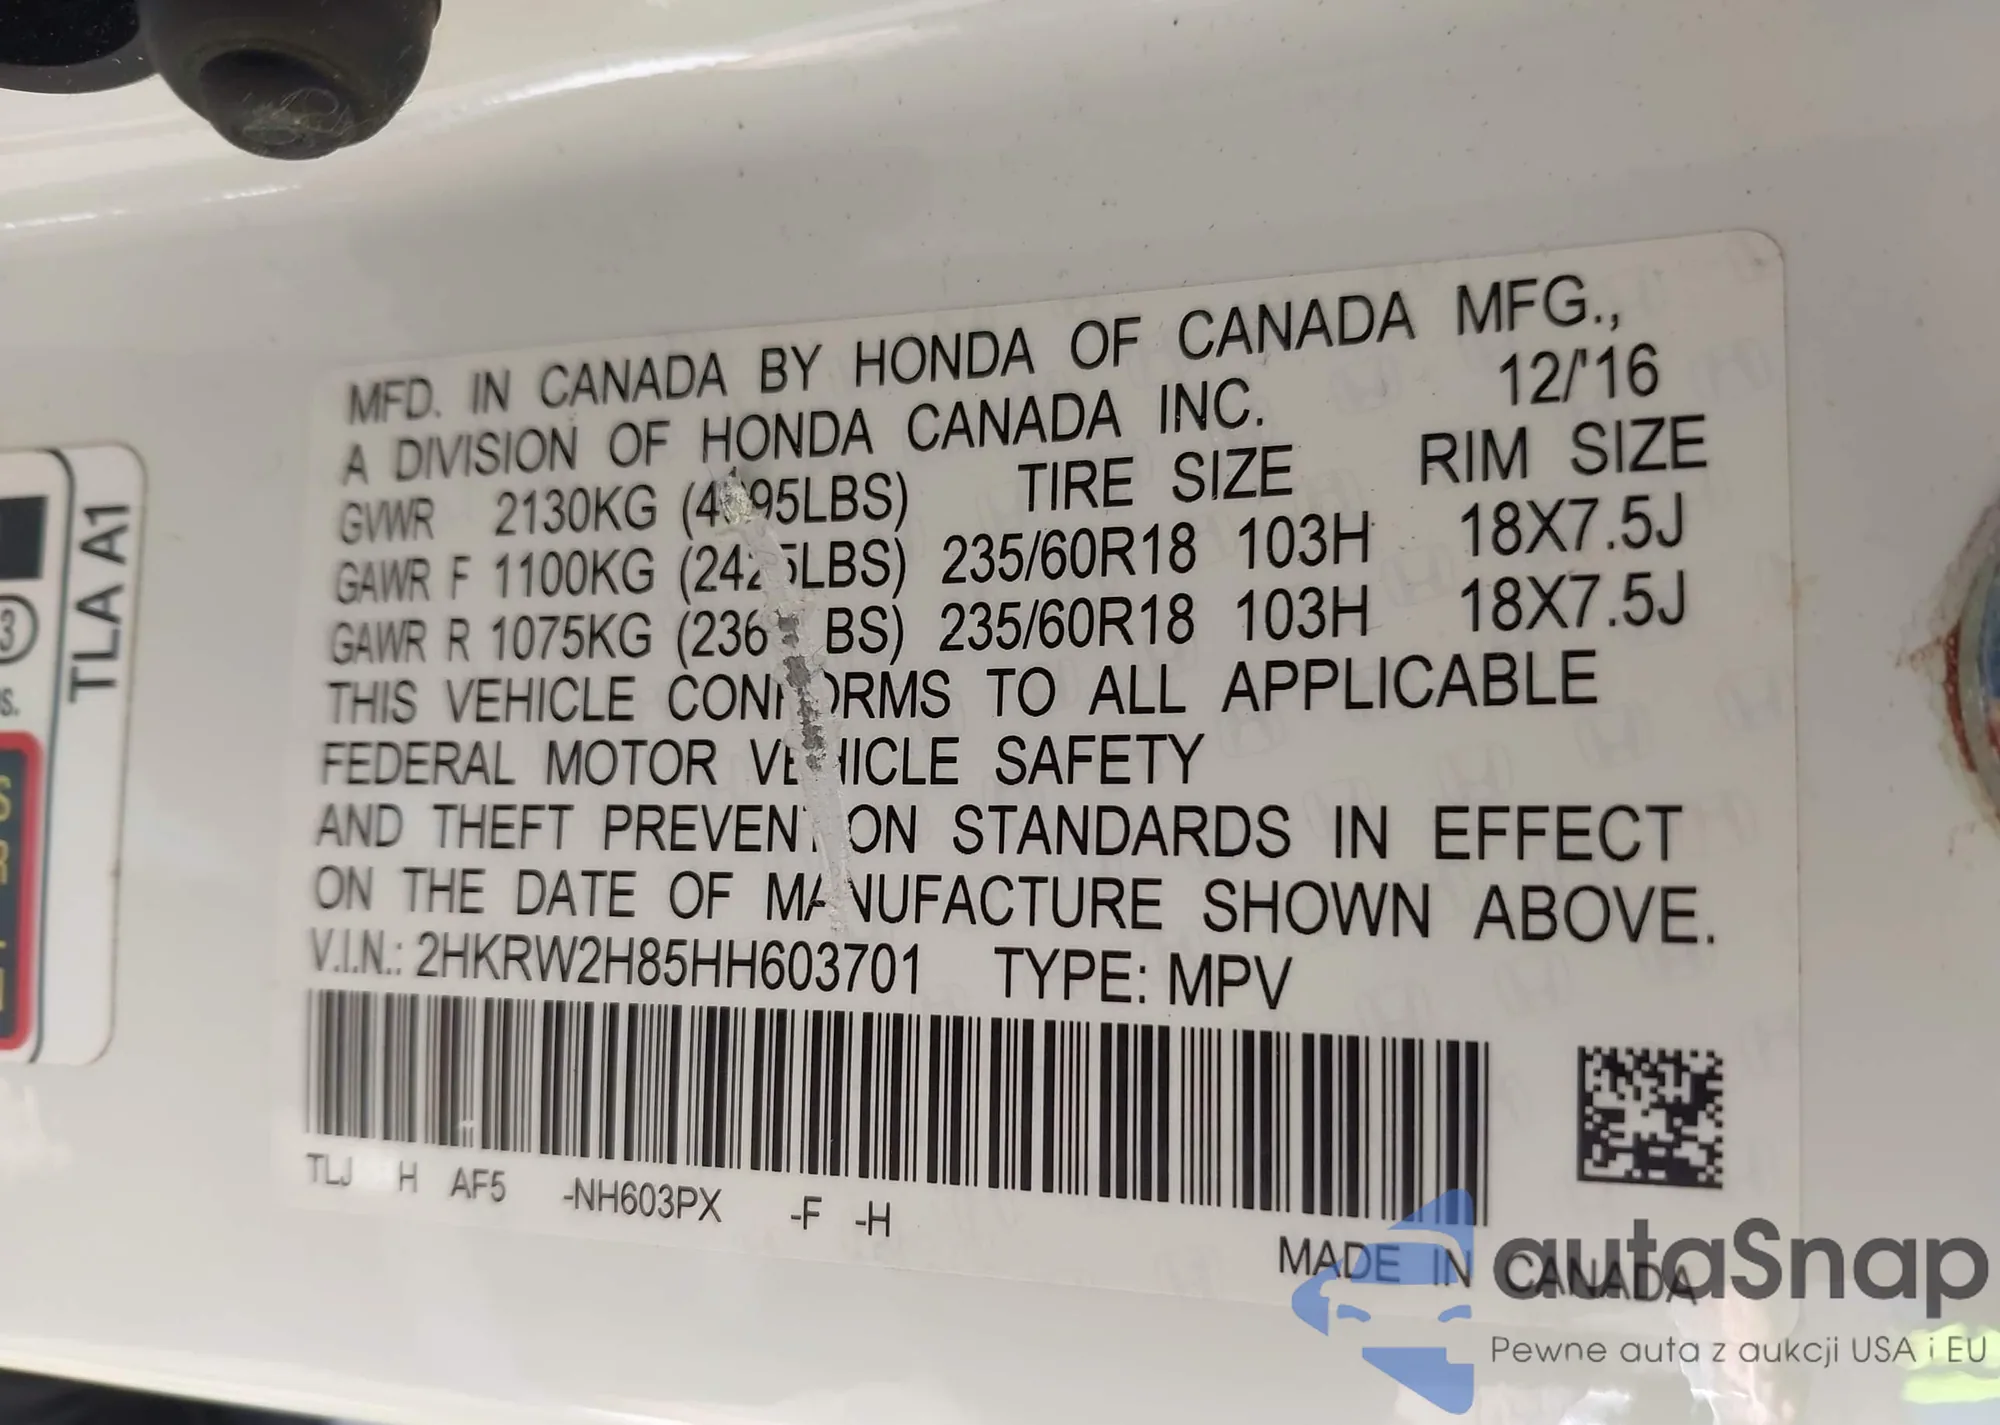 MFD. IN CANADA BY HONDA OF CANADA MFG.,
A DIVISION OF HONDA CANADA INC. 12/'16
GVWR 2130KG TIRE SIZE RIM SIZE
GAWR F 1100KG 235/60R18 103H 18X7.5J
GAWR R 1075KG 235/60R18 103H 18X7.5J
THIS VEHICLE CONFORMS TO ALL APPLICABLE
FEDERAL MOTOR VEHICLE SAFETY
AND THEFT PREVENTION STANDARDS IN EFFECT
ON THE DATE OF MANUFACTURE SHOWN ABOVE.
V.I.N.: 2HKRW2H85HH603701 TYPE: MPV
TLJ H AF5 -NH603PX -F -H
MADE IN CANADA
TLA A1
autaSnap
Pewne auta z aukcji USA i EU